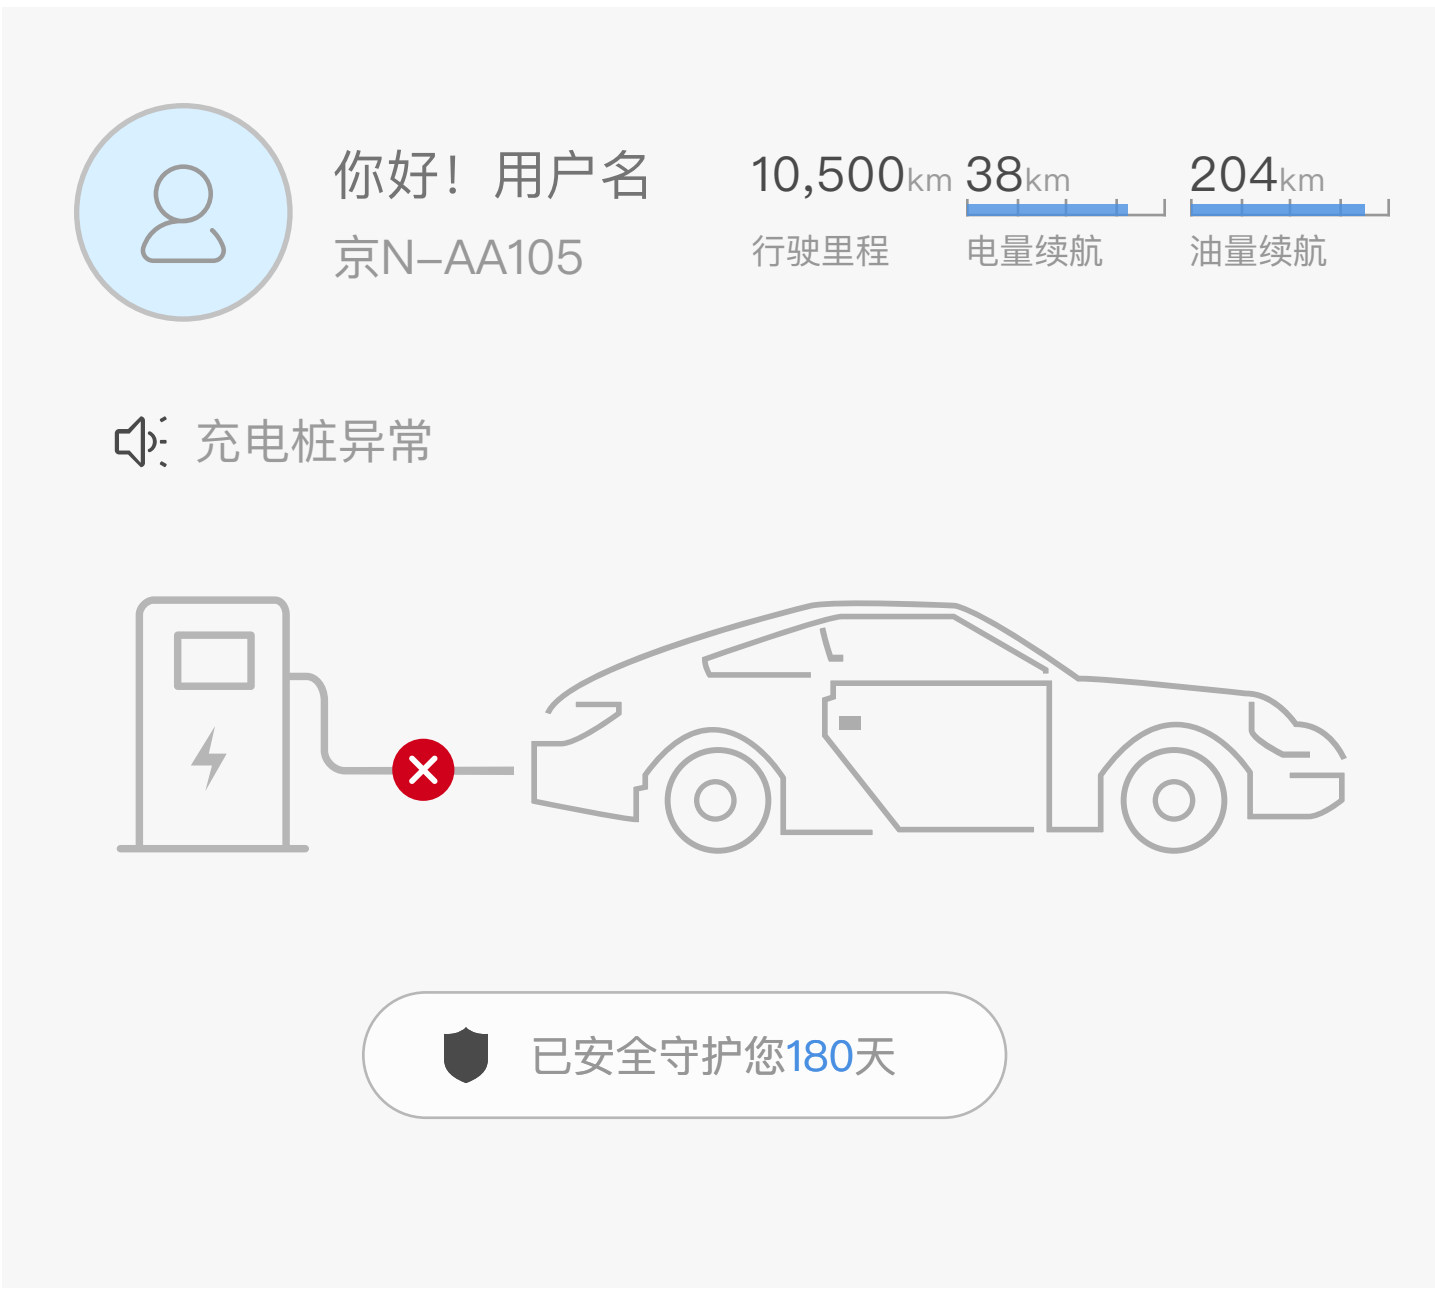 你好！用户名
京N-AA105
10,500km 38km 204km
行驶里程 电量续航 油量续航
充电桩异常
已安全守护您180天